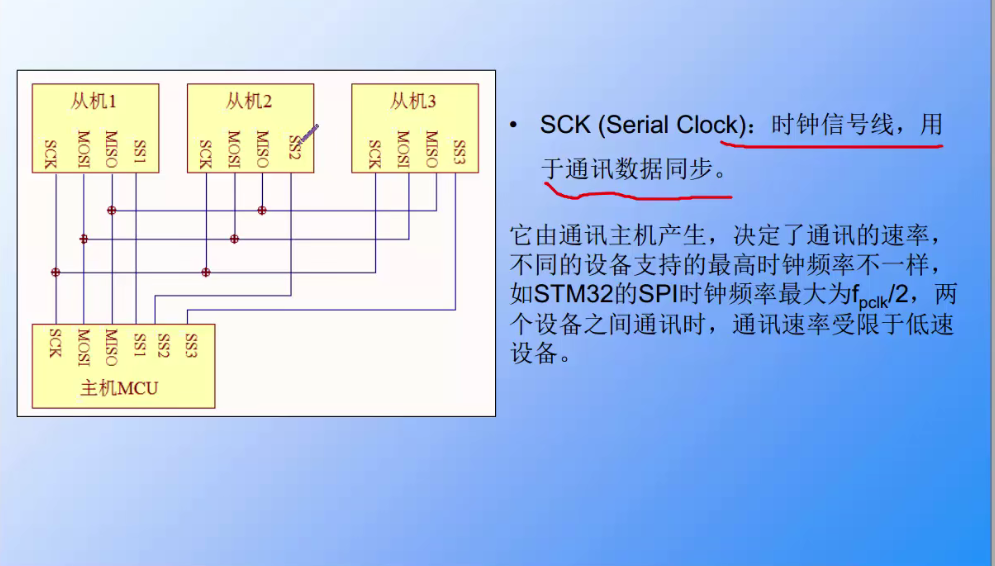 从机1
从机2
从机3
SCK
MOSI
MISO
SS1
SCK
MOSI
MISO
SS2
SCK
MOSI
MISO
SS3
SCK
MOSI
MISO
SS1
SS2
SS3
主机MCU
• SCK (Serial Clock)：时钟信号线，用
于通讯数据同步。
它由通讯主机产生，决定了通讯的速率，
不同的设备支持的最高时钟频率不一样，
如STM32的SPI时钟频率最大为fpclk/2，两
个设备之间通讯时，通讯速率受限于低速
设备。